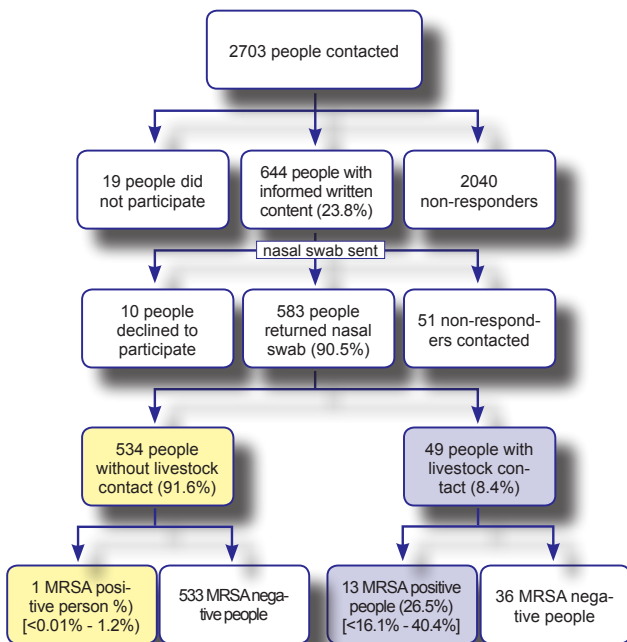 2703 people contacted
19 people did
not participate
644 people with
informed written
content (23.8%)
2040
non-responders
nasal swab sent
10 people
declined to
participate
583 people
returned nasal
swab (90.5%)
51 non-respond-
ers contacted
534 people
without livestock
contact (91.6%)
49 people with
livestock con-
tact (8.4%)
1 MRSA posi-
tive person %)
[<0.01% - 1.2%]
533 MRSA nega-
tive people
13 MRSA positive
people (26.5%)
[<16.1% - 40.4%]
36 MRSA nega-
tive people